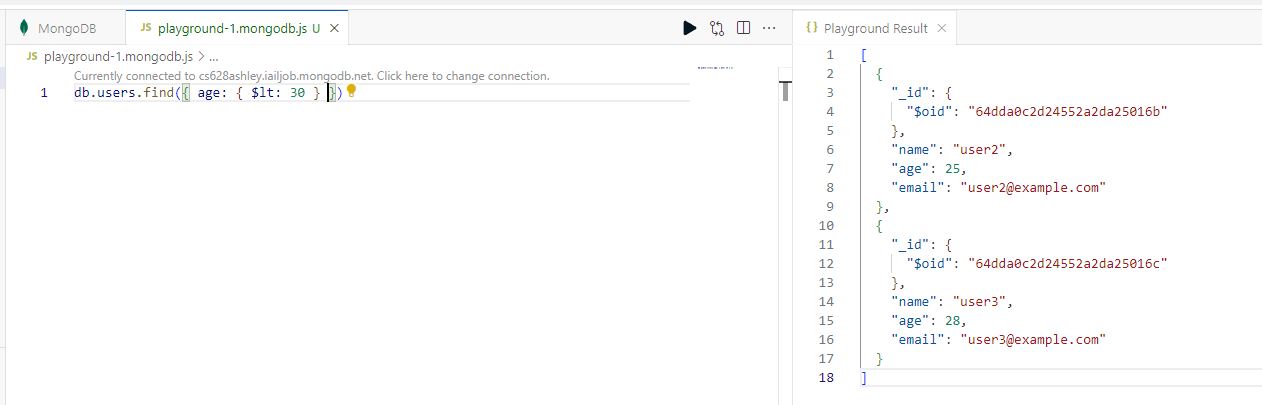 MongoDB
JS playground-1.mongodb.js U
JS playground-1.mongodb.js > ...
Currently connected to cs628ashley.iailjob.mongodb.net. Click here to change connection.
1 db.users.find({ age: { $lt: 30 } })
{} Playground Result
1 [
2 {
3 "_id": {
4 "$oid": "64dda0c2d24552a2da25016b"
5 },
6 "name": "user2",
7 "age": 25,
8 "email": "user2@example.com"
9 },
10 {
11 "_id": {
12 "$oid": "64dda0c2d24552a2da25016c"
13 },
14 "name": "user3",
15 "age": 28,
16 "email": "user3@example.com"
17 }
18 ]